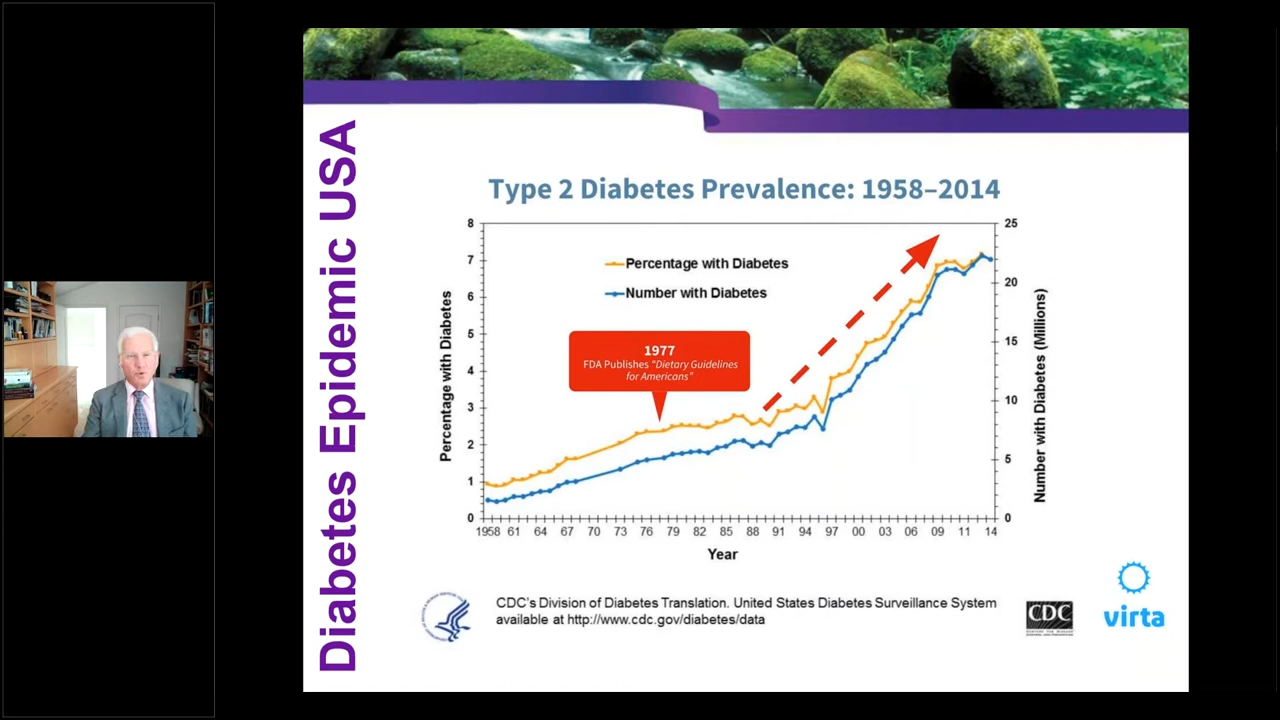 Diabetes Epidemic USA
Type 2 Diabetes Prevalence: 1958–2014
8
7
6
5
4
3
2
1
0
Percentage with Diabetes
25
20
15
10
5
0
Number with Diabetes (Millions)
Percentage with Diabetes
Number with Diabetes
1977
FDA Publishes "Dietary Guidelines
for Americans"
1958 61 64 67 70 73 76 79 82 85 88 91 94 97 00 03 06 09 11 14
Year
CDC's Division of Diabetes Translation. United States Diabetes Surveillance System
available at http://www.cdc.gov/diabetes/data
CDC
virta